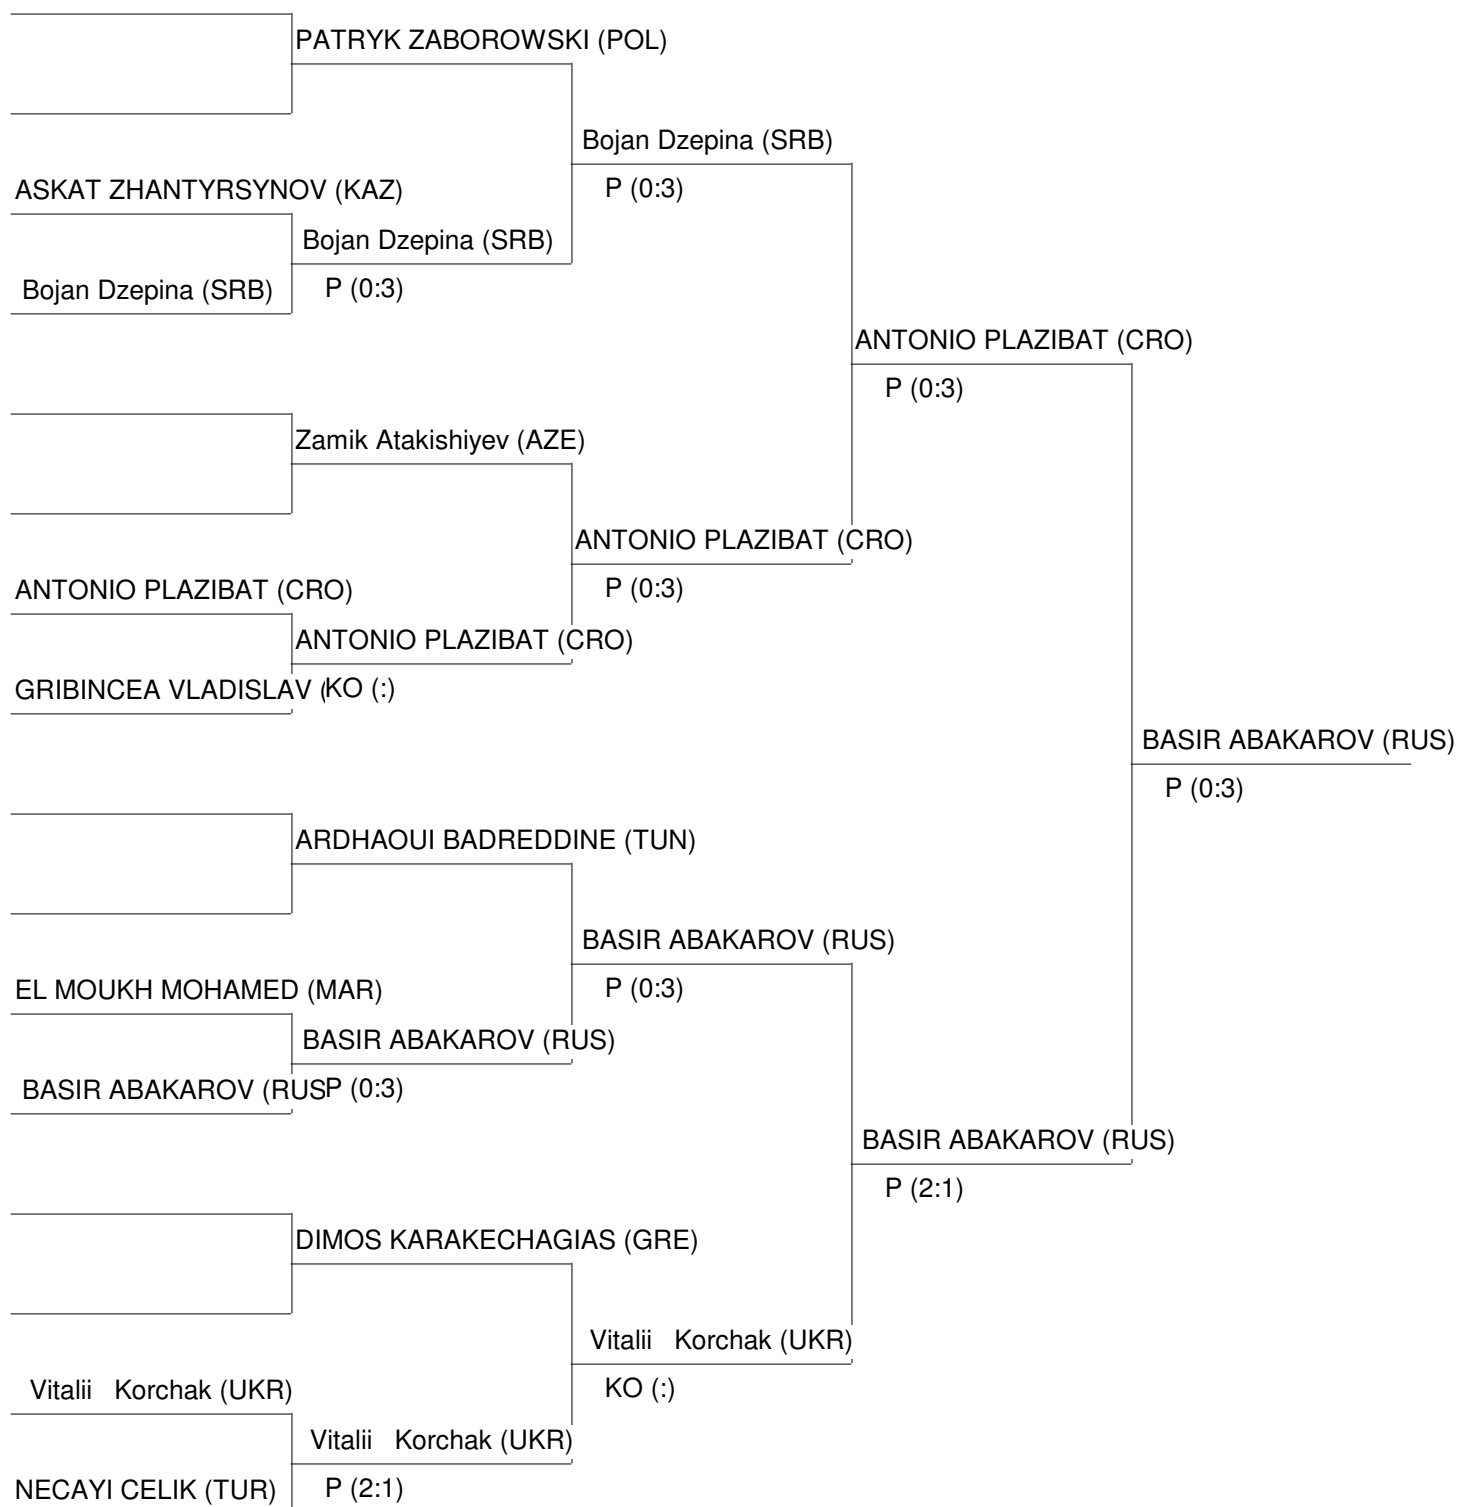 PATRYK ZABOROWSKI (POL)
Bojan Dzepina (SRB)
P (0:3)
ASKAT ZHANTYRSYNOV (KAZ)
Bojan Dzepina (SRB)
P (0:3)
Bojan Dzepina (SRB)
ANTONIO PLAZIBAT (CRO)
P (0:3)
Zamik Atakishiyev (AZE)
ANTONIO PLAZIBAT (CRO)
P (0:3)
ANTONIO PLAZIBAT (CRO)
ANTONIO PLAZIBAT (CRO)
GRIBINCEA VLADISLAV (
KO (:)
BASIR ABAKAROV (RUS)
P (0:3)
ARDHAOUI BADREDDINE (TUN)
BASIR ABAKAROV (RUS)
P (0:3)
EL MOUKH MOHAMED (MAR)
BASIR ABAKAROV (RUS)
BASIR ABAKAROV (RUS
P (0:3)
BASIR ABAKAROV (RUS)
P (2:1)
DIMOS KARAKECHAGIAS (GRE)
Vitalii Korchak (UKR)
KO (:)
Vitalii Korchak (UKR)
Vitalii Korchak (UKR)
NECAYI CELIK (TUR)
P (2:1)